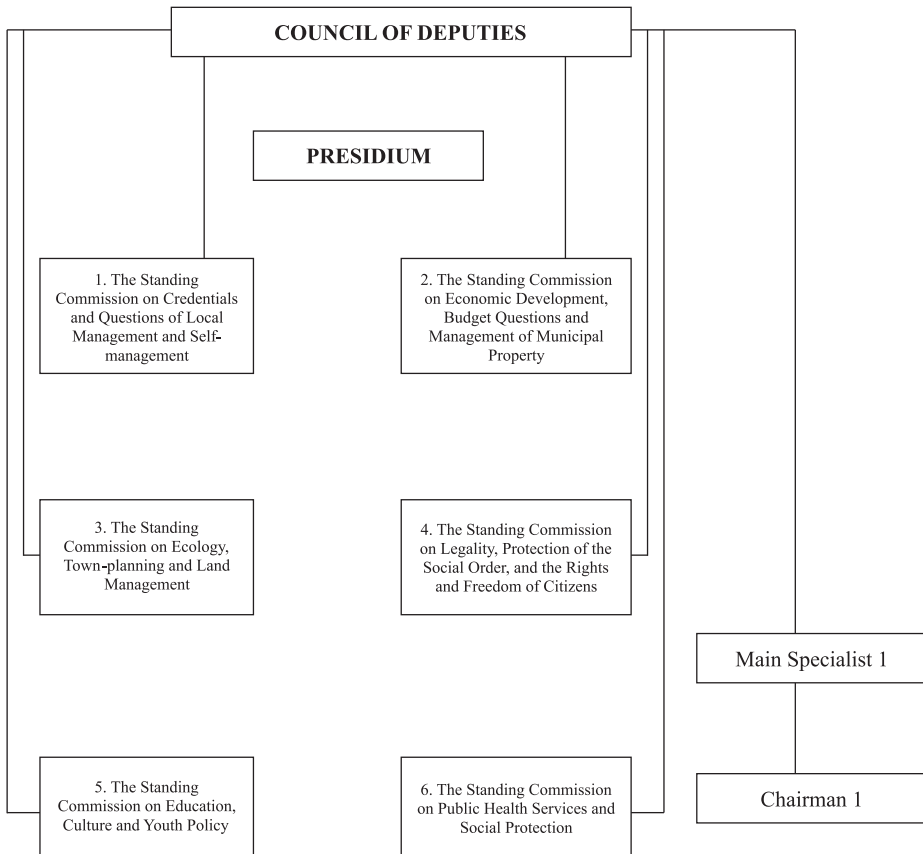 COUNCIL OF DEPUTIES
PRESIDIUM
1. The Standing
Commission on Credentials
and Questions of Local
Management and Self-
management
2. The Standing Commission
on Economic Development,
Budget Questions and
Management of Municipal
Property
3. The Standing
Commission on Ecology,
Town-planning and Land
Management
4. The Standing Commission
on Legality, Protection of the
Social Order, and the Rights
and Freedom of Citizens
Main Specialist 1
5. The Standing
Commission on Education,
Culture and Youth Policy
6. The Standing Commission
on Public Health Services and
Social Protection
Chairman 1